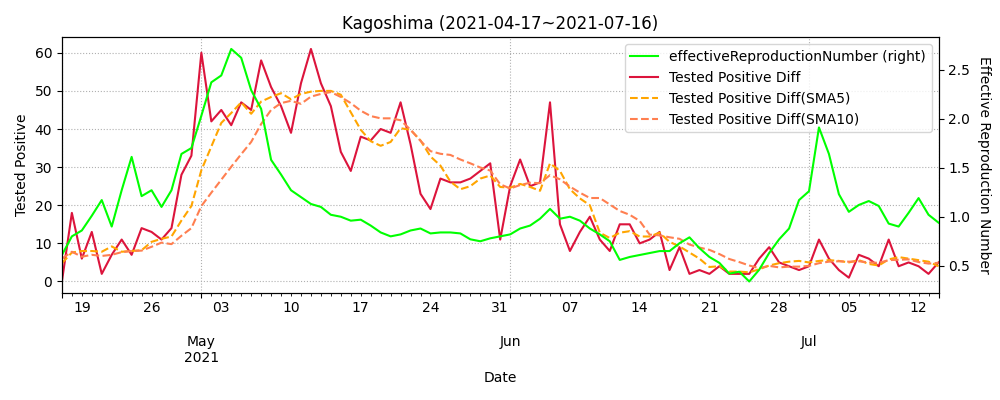 Kagoshima (2021-04-17~2021-07-16)
effectiveReproductionNumber (right)
Tested Positive Diff
Tested Positive Diff(SMA5)
Tested Positive Diff(SMA10)
Tested Positive
60
50
40
30
20
10
0
2.5
2.0
1.5
1.0
0.5
Effective Reproduction Number
19 26 03 10 17 24 31 07 14 21 28 05 12
May Jun Jul
2021
Date